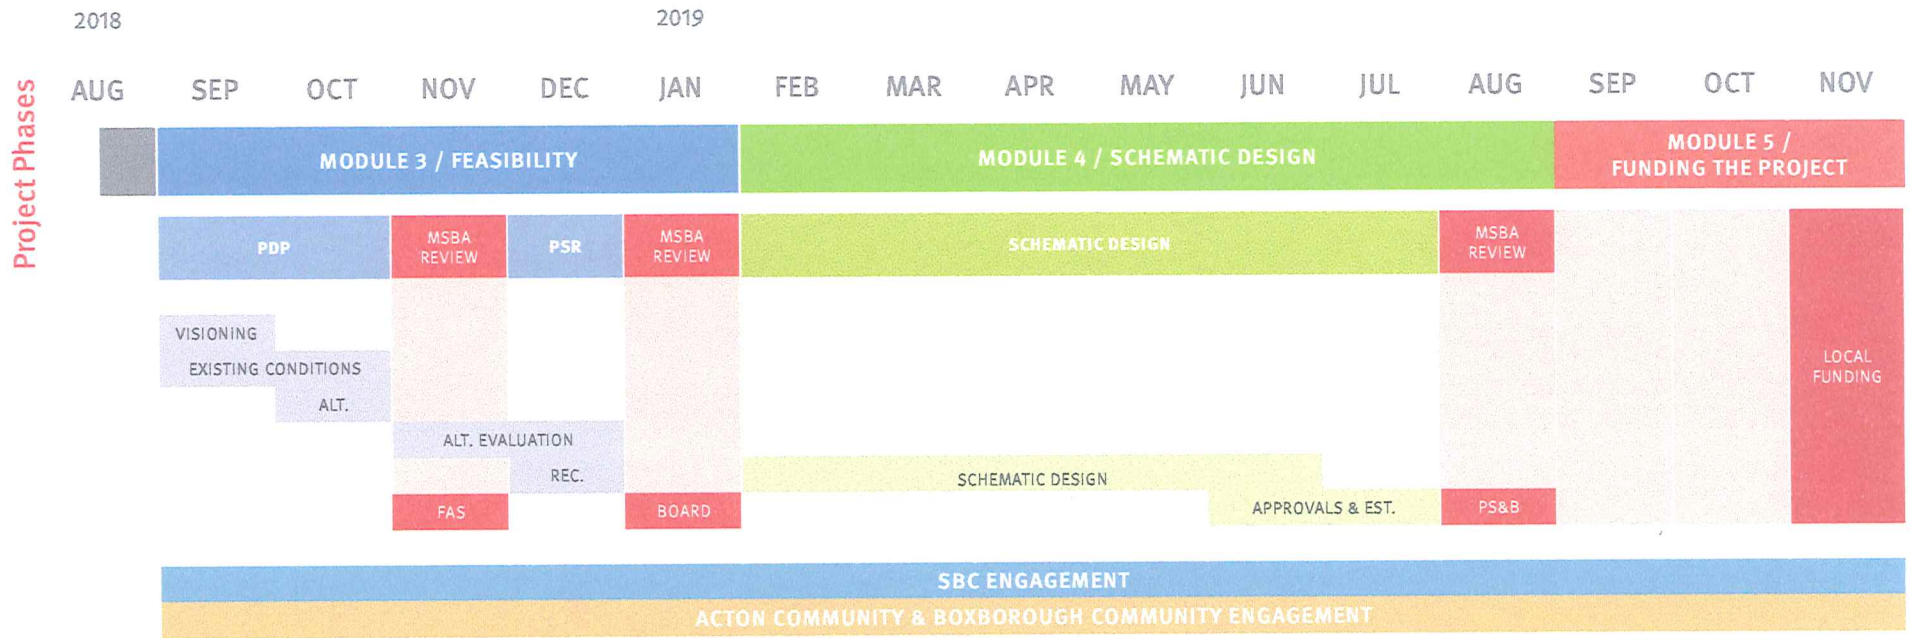 2018
2019
Project Phases
AUG SEP OCT NOV DEC JAN FEB MAR APR MAY JUN JUL AUG SEP OCT NOV
MODULE 3 / FEASIBILITY
MODULE 4 / SCHEMATIC DESIGN
MODULE 5 /
FUNDING THE PROJECT
PDP
MSBA
REVIEW
PSR
MSBA
REVIEW
SCHEMATIC DESIGN
MSBA
REVIEW
VISIONING
EXISTING CONDITIONS
ALT.
ALT. EVALUATION
REC.
FAS
BOARD
SCHEMATIC DESIGN
APPROVALS & EST.
PS&B
LOCAL
FUNDING
SBC ENGAGEMENT
ACTON COMMUNITY & BOXBOROUGH COMMUNITY ENGAGEMENT